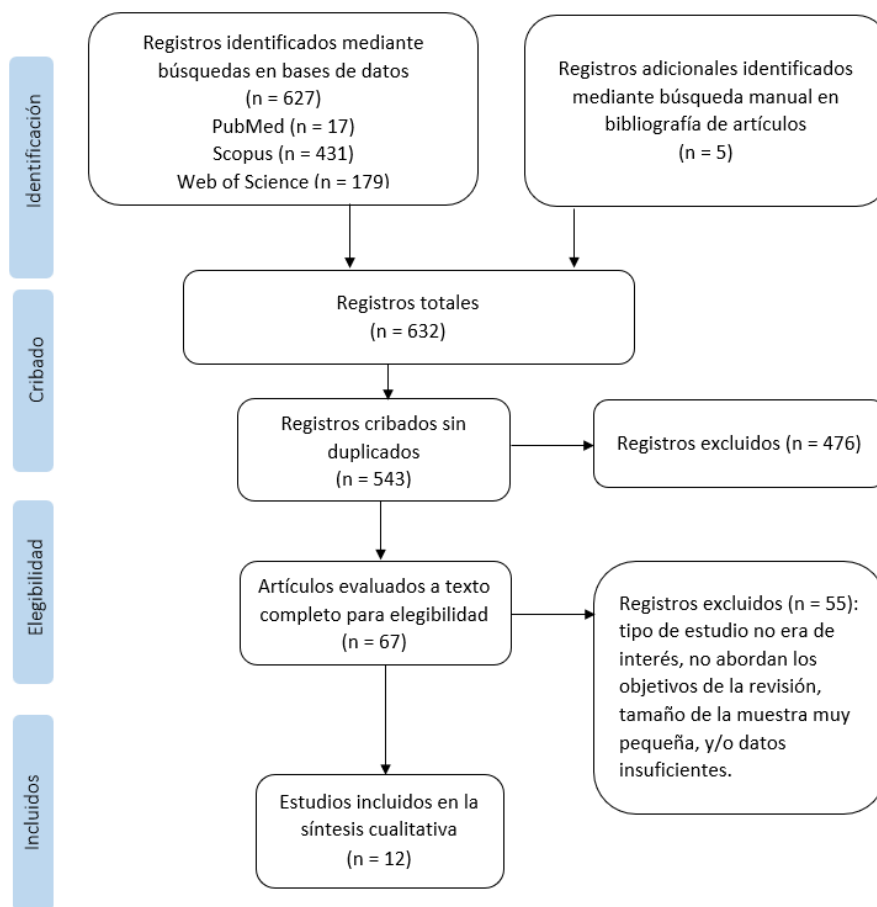 Identificación
Registros identificados mediante
búsquedas en bases de datos
(n = 627)
PubMed (n = 17)
Scopus (n = 431)
Web of Science (n = 179)
Registros adicionales identificados
mediante búsqueda manual en
bibliografía de artículos
(n = 5)
Cribado
Registros totales
(n = 632)
Registros cribados sin
duplicados
(n = 543)
Registros excluidos (n = 476)
Elegibilidad
Artículos evaluados a texto
completo para elegibilidad
(n = 67)
Registros excluidos (n = 55):
tipo de estudio no era de
interés, no abordan los
objetivos de la revisión,
tamaño de la muestra muy
pequeña, y/o datos
insuficientes.
Incluidos
Estudios incluidos en la
síntesis cualitativa
(n = 12)